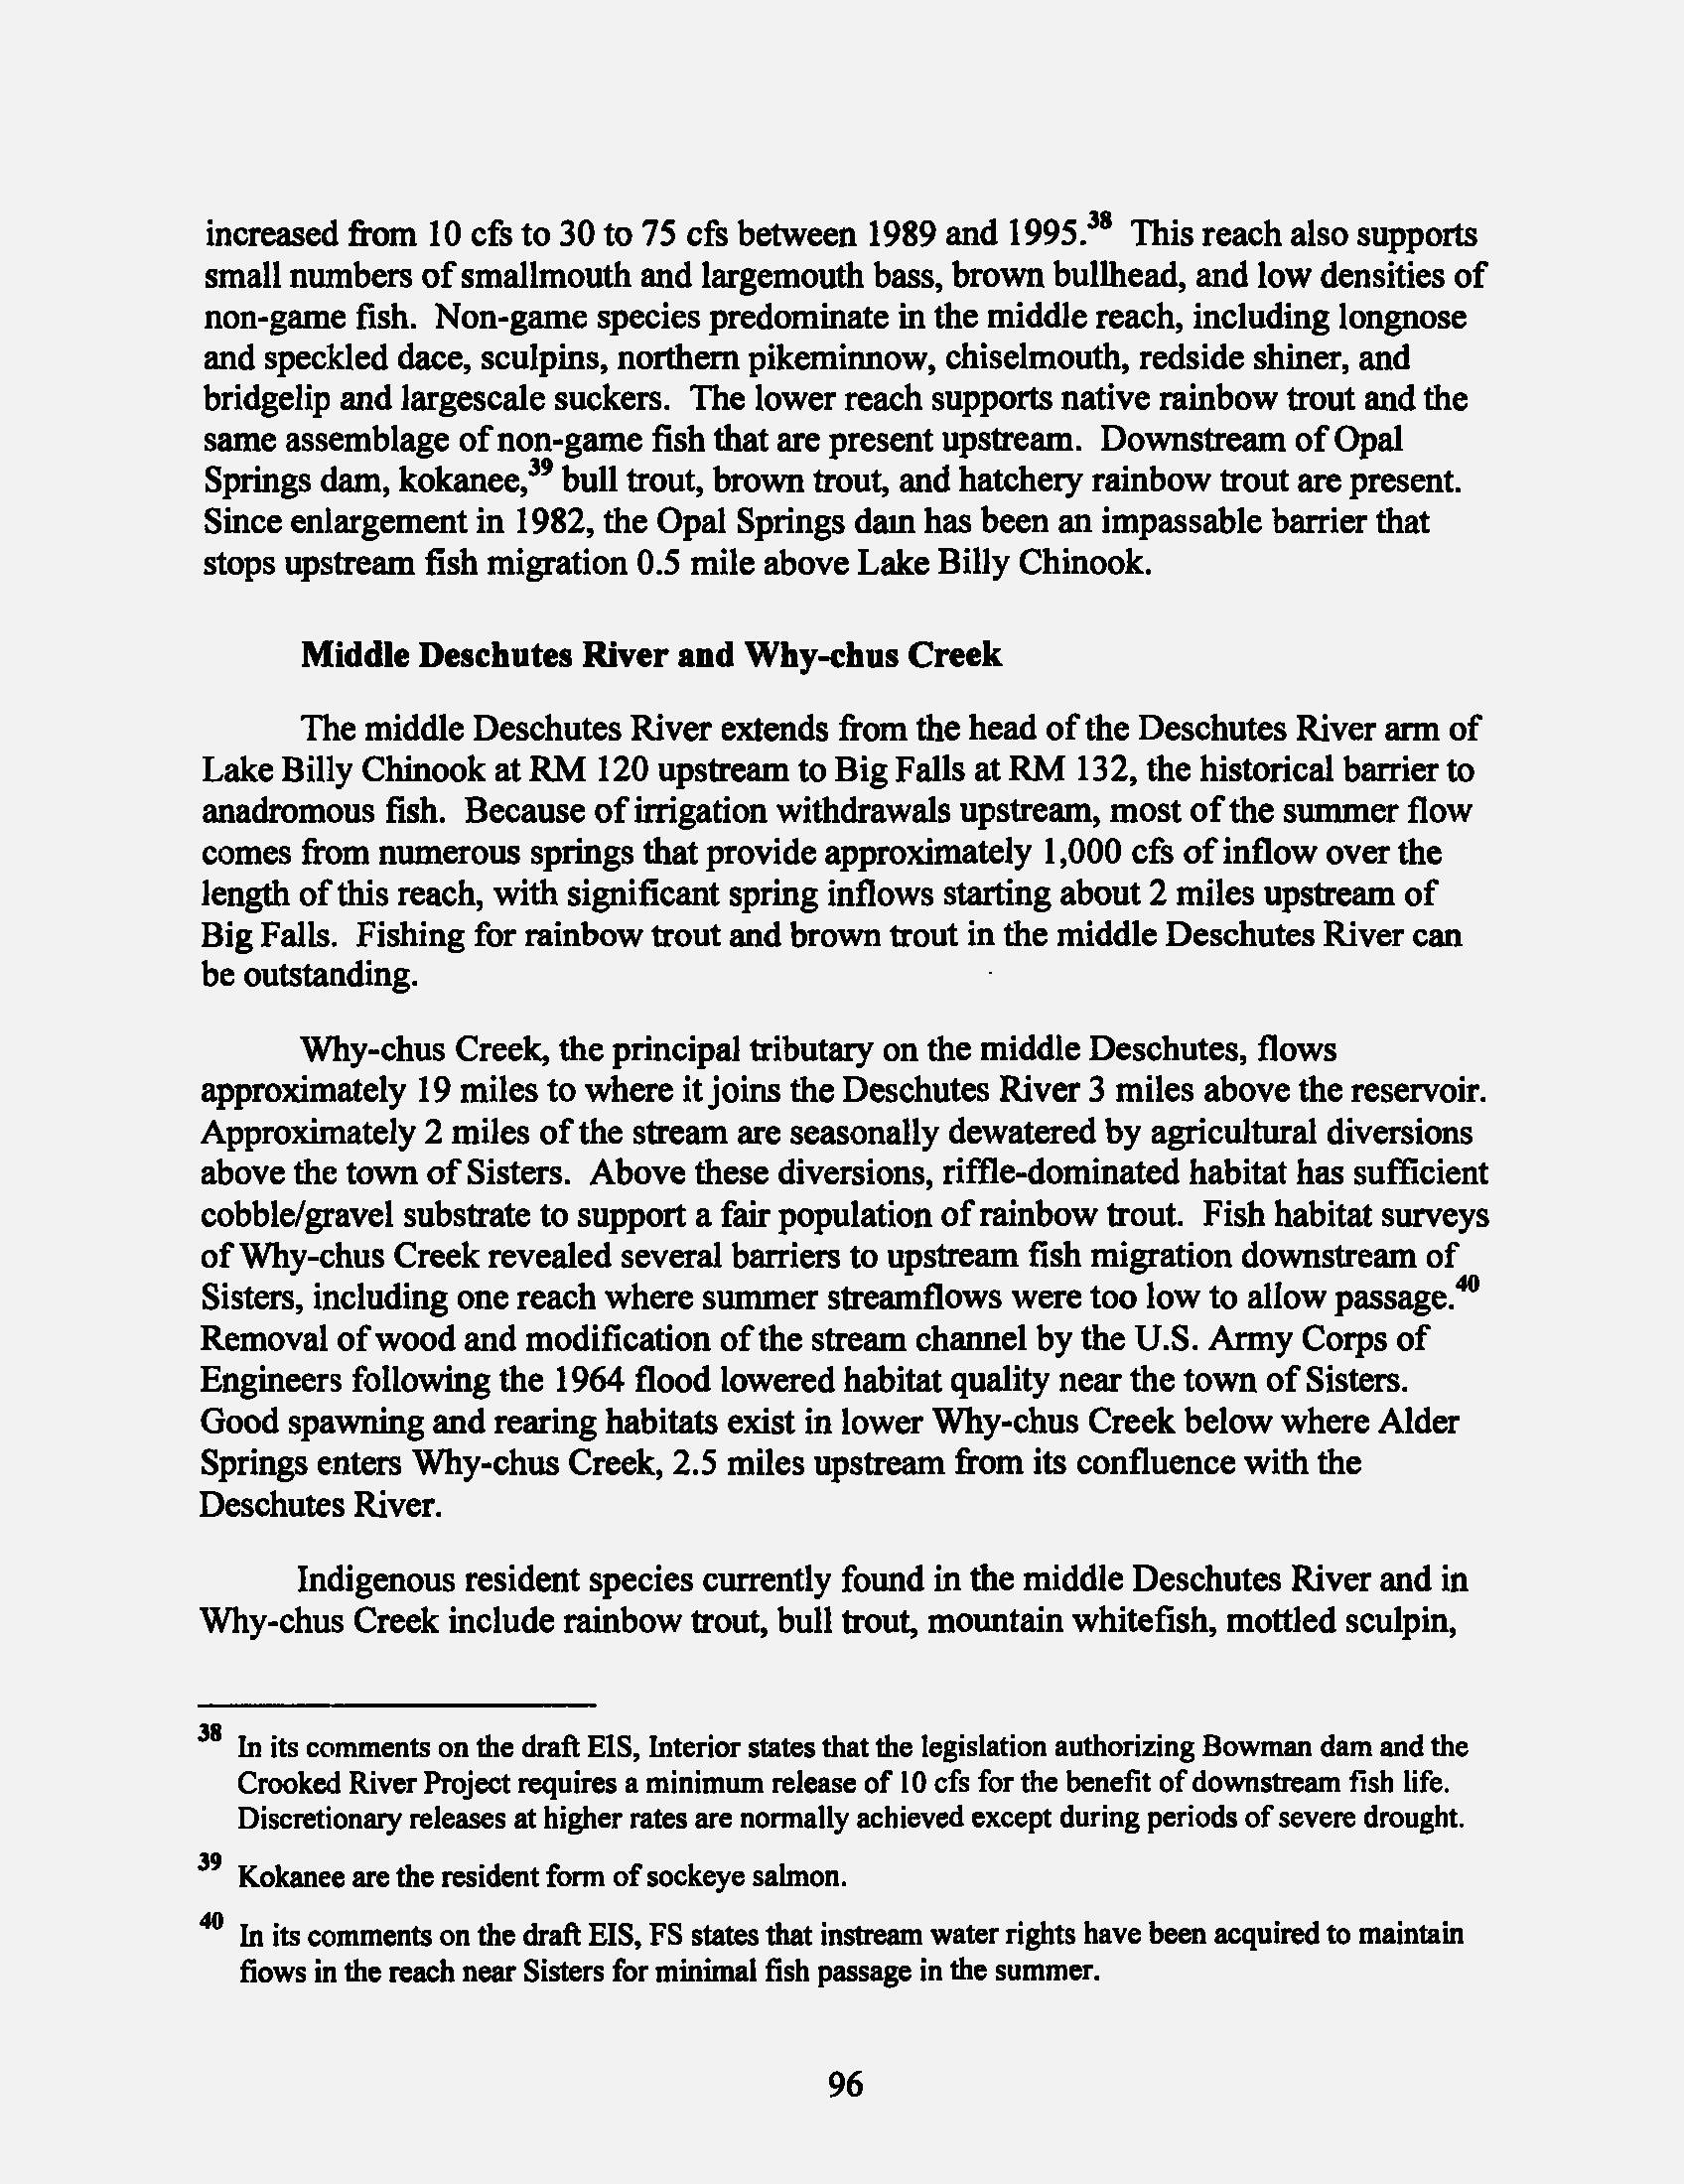 increased from 10 cfs to 30 to 75 cfs between 1989 and 1995.38 This reach also supports
small numbers of smallmouth and largemouth bass, brown bullhead, and low densities of
non-game fish. Non-game species predominate in the middle reach, including longnose
and speckled dace, sculpins, northern pikeminnow, chiselmouth, redside shiner, and
bridgelip and largescale suckers. The lower reach supports native rainbow trout and the
same assemblage of non-game fish that are present upstream. Downstream of Opal
Springs dam, kokanee,39 bull trout, brown trout, and hatchery rainbow trout are present.
Since enlargement in 1982, the Opal Springs dam has been an impassable barrier that
stops upstream fish migration 0.5 mile above Lake Billy Chinook.
Middle Deschutes River and Why-chus Creek
The middle Deschutes River extends from the head of the Deschutes River arm of
Lake Billy Chinook at RM 120 upstream to Big Falls at RM 132, the historical barrier to
anadromous fish. Because of irrigation withdrawals upstream, most of the summer flow
comes from numerous springs that provide approximately 1,000 cfs of inflow over the
length of this reach, with significant spring inflows starting about 2 miles upstream of
Big Falls. Fishing for rainbow trout and brown trout in the middle Deschutes River can
be outstanding.
Why-chus Creek, the principal tributary on the middle Deschutes, flows
approximately 19 miles to where it joins the Deschutes River 3 miles above the reservoir.
Approximately 2 miles of the stream are seasonally dewatered by agricultural diversions
above the town of Sisters. Above these diversions, riffle-dominated habitat has sufficient
cobble/gravel substrate to support a fair population of rainbow trout. Fish habitat surveys
of Why-chus Creek revealed several barriers to upstream fish migration downstream of
Sisters, including one reach where summer streamflows were too low to allow passage.40
Removal of wood and modification of the stream channel by the U.S. Army Corps of
Engineers following the 1964 flood lowered habitat quality near the town of Sisters.
Good spawning and rearing habitats exist in lower Why-chus Creek below where Alder
Springs enters Why-chus Creek, 2.5 miles upstream from its confluence with the
Deschutes River.
Indigenous resident species currently found in the middle Deschutes River and in
Why-chus Creek include rainbow trout, bull trout, mountain whitefish, mottled sculpin,
38 In its comments on the draft EIS, Interior states that the legislation authorizing Bowman dam and the
Crooked River Project requires a minimum release of 10 cfs for the benefit of downstream fish life.
Discretionary releases at higher rates are normally achieved except during periods of severe drought.
39 Kokanee are the resident form of sockeye salmon.
40 In its comments on the draft EIS, FS states that instream water rights have been acquired to maintain
flows in the reach near Sisters for minimal fish passage in the summer.
96